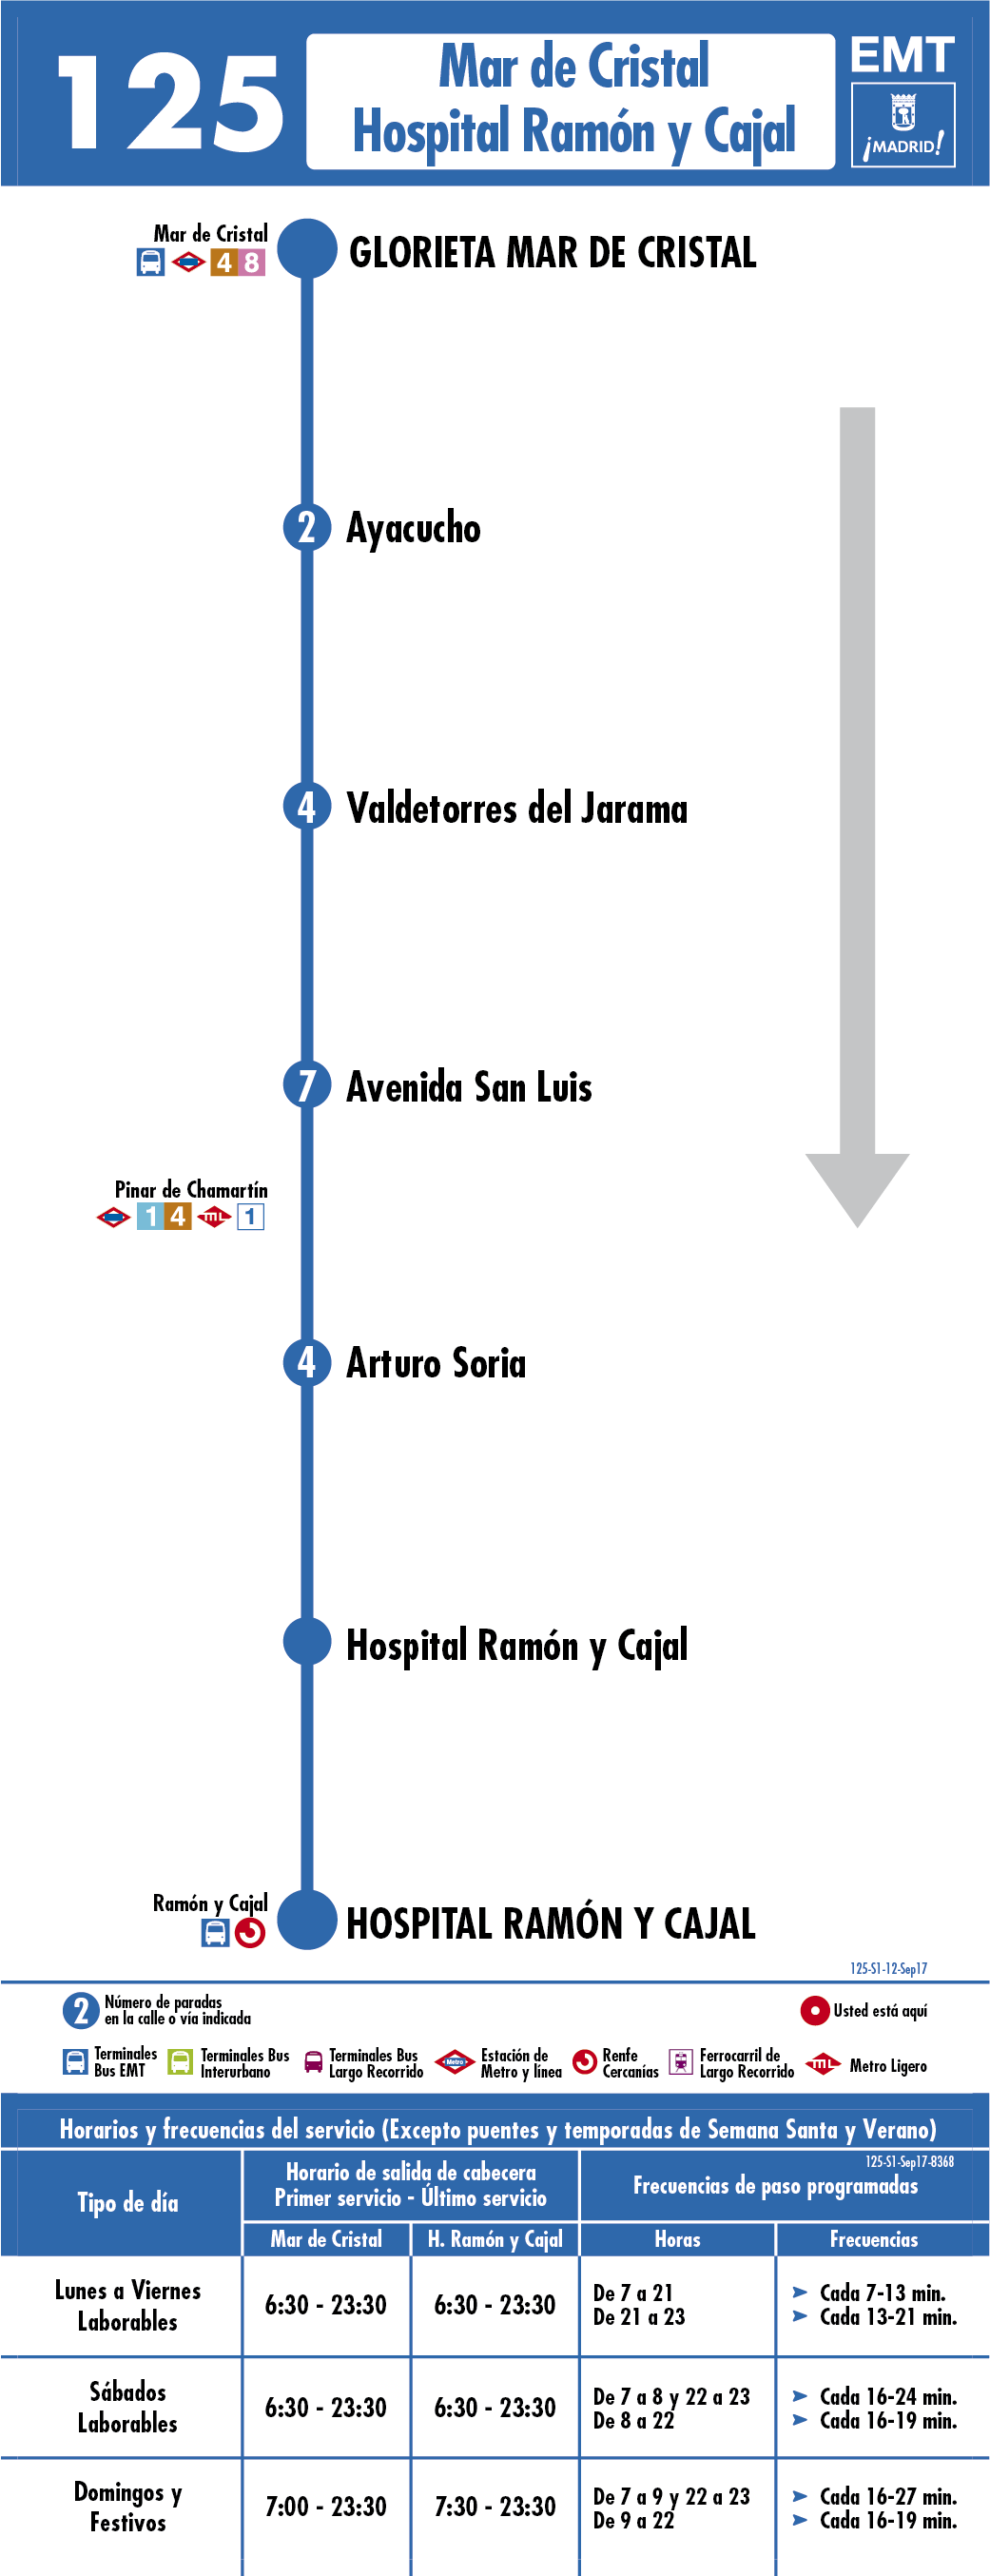 125
Mar de Cristal
Hospital Ramón y Cajal
EMT
¡MADRID!
Mar de Cristal
4 8
GLORIETA MAR DE CRISTAL
2 Ayacucho
4 Valdetorres del Jarama
7 Avenida San Luis
Pinar de Chamartín
1 4 ML 1
4 Arturo Soria
Hospital Ramón y Cajal
Ramón y Cajal
HOSPITAL RAMÓN Y CAJAL
125-S1-12-Sep17
2 Número de paradas
en la calle o vía indicada
Usted está aquí
Terminales
Bus EMT
Terminales Bus
Interurbano
Terminales Bus
Largo Recorrido
Metro
Estación de
Metro y línea
Renfe
Cercanías
Ferrocarril de
Largo Recorrido
ML Metro Ligero
Horarios y frecuencias del servicio (Excepto puentes y temporadas de Semana Santa y Verano)
125-S1-Sep17-8368
Tipo de día
Horario de salida de cabecera
Primer servicio - Último servicio
Frecuencias de paso programadas
Mar de Cristal
H. Ramón y Cajal
Horas
Frecuencias
Lunes a Viernes
Laborables
6:30 - 23:30
6:30 - 23:30
De 7 a 21
De 21 a 23
Cada 7-13 min.
Cada 13-21 min.
Sábados
Laborables
6:30 - 23:30
6:30 - 23:30
De 7 a 8 y 22 a 23
De 8 a 22
Cada 16-24 min.
Cada 16-19 min.
Domingos y
Festivos
7:00 - 23:30
7:30 - 23:30
De 7 a 9 y 22 a 23
De 9 a 22
Cada 16-27 min.
Cada 16-19 min.